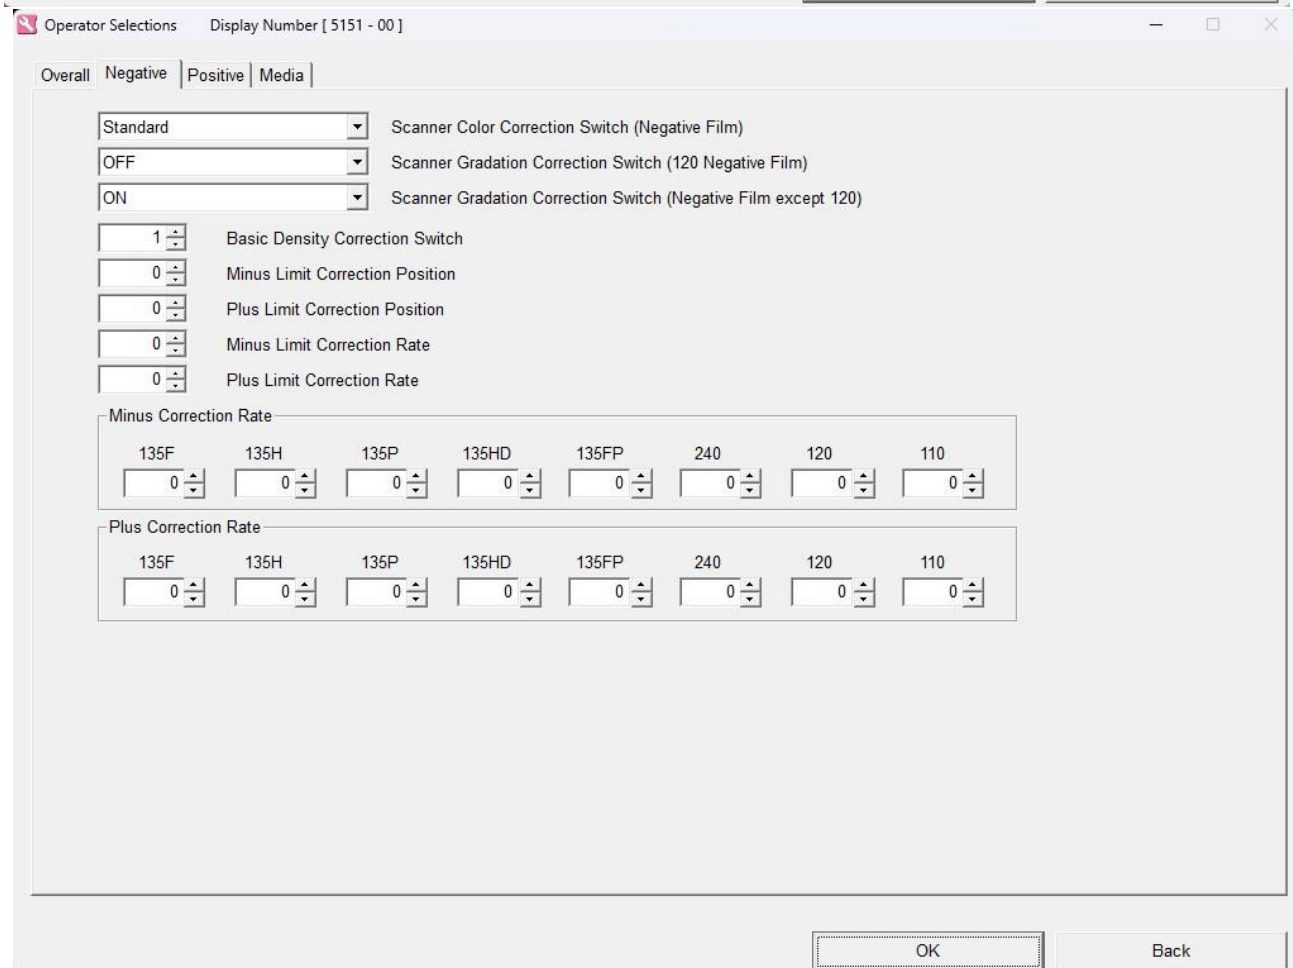 Operator Selections Display Number [ 5151 - 00 ]
Overall Negative Positive Media
Standard Scanner Color Correction Switch (Negative Film)
OFF Scanner Gradation Correction Switch (120 Negative Film)
ON Scanner Gradation Correction Switch (Negative Film except 120)
1 Basic Density Correction Switch
0 Minus Limit Correction Position
0 Plus Limit Correction Position
0 Minus Limit Correction Rate
0 Plus Limit Correction Rate
Minus Correction Rate
135F 135H 135P 135HD 135FP 240 120 110
0 0 0 0 0 0 0 0
Plus Correction Rate
135F 135H 135P 135HD 135FP 240 120 110
0 0 0 0 0 0 0 0
OK Back